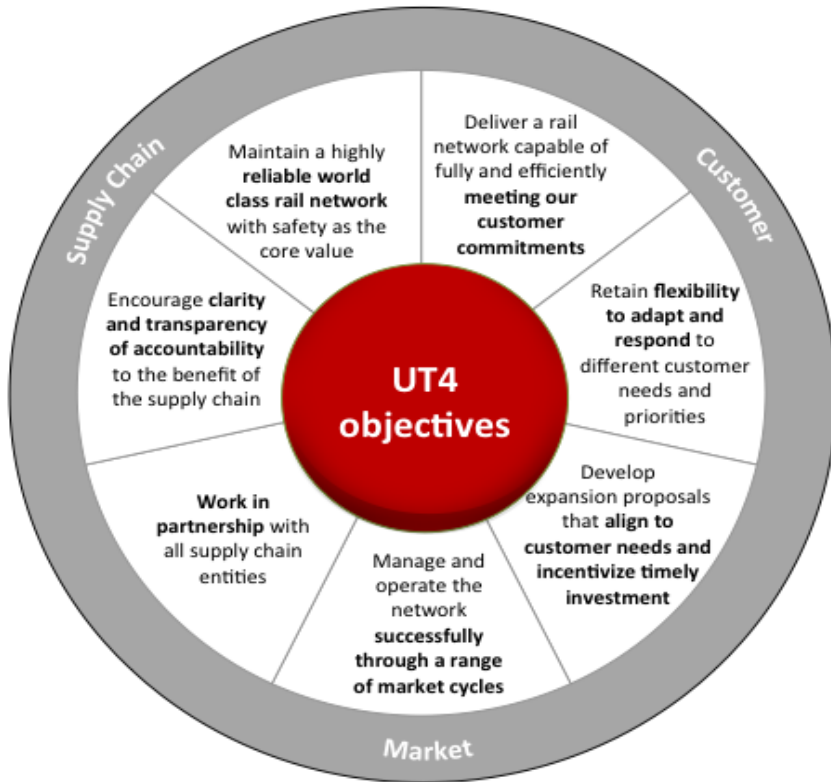 Supply Chain
Customer
Market
UT4
objectives
Deliver a rail
network capable of
fully and efficiently
meeting our
customer
commitments
Retain flexibility
to adapt and
respond to
different customer
needs and
priorities
Develop
expansion proposals
that align to
customer needs and
incentivize timely
investment
Manage and
operate the
network
successfully
through a range
of market cycles
Work in
partnership with
all supply chain
entities
Encourage clarity
and transparency
of accountability
to the benefit of
the supply chain
Maintain a highly
reliable world
class rail network
with safety as the
core value